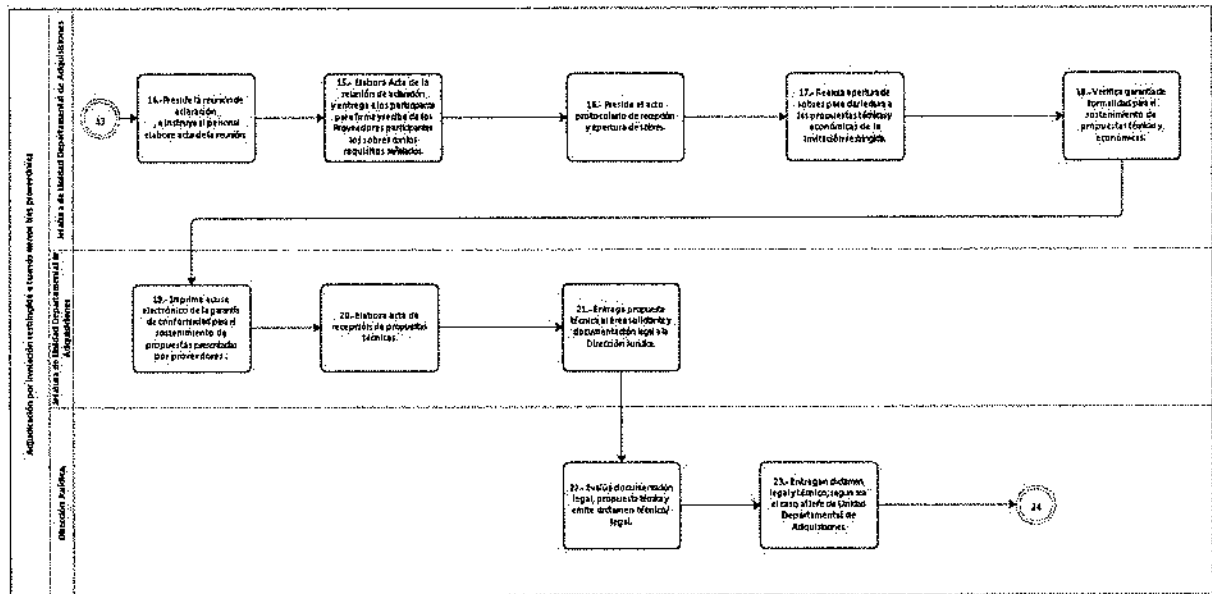 Adjudicación por invitación restringida a cuando menos tres proveedores
Jefatura de Unidad Departamental de Adquisiciones
13
14.- Preside la reunión de
aclaración
e instruye al personal
elabore acta de la reunión.
15.- Elabora Acta de la
reunión de aclaración
y entrega a los participantes
para firma y recibe de los
Proveedores participantes
los sobres con los
requisitos señalados.
16.- Preside el acto
protocolario de recepción
y apertura de sobres.
17.- Realiza apertura de
sobres para dar lectura a
las propuestas técnicas y
económicas de la
invitación restringida.
18.- Verifica garantía de
formalidad para el
sostenimiento de
propuestas técnicas y
económicas.
Jefatura de Unidad Departamental de
Adquisiciones
19.- Imprime acuse
electrónico de la garantía
de conformidad para el
sostenimiento de
propuestas presentadas
por proveedores.
20.- Elabora acta de
recepción de propuestas
técnicas.
21.- Entrega propuesta
técnica al área solicitante y
documentación legal a la
Dirección Jurídica.
Dirección Jurídica
22.- Evalúa documentación
legal, propuesta técnica y
emite dictamen técnico/
legal.
23.- Entregan dictamen
legal y técnico, según sea
el caso al Jefe de Unidad
Departamental de
Adquisiciones.
24